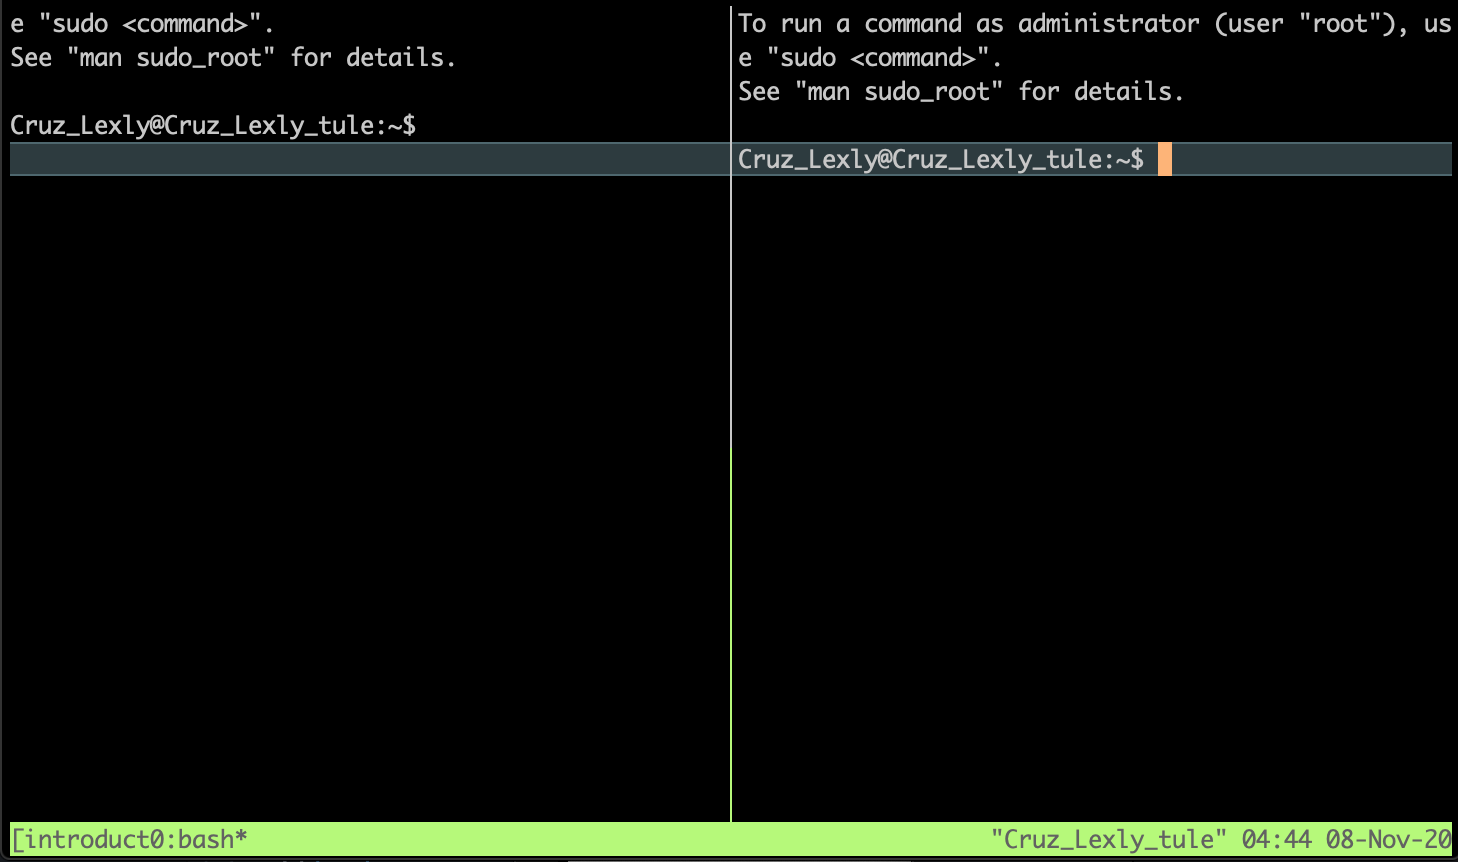 e "sudo <command>".
See "man sudo_root" for details.
Cruz_Lexly@Cruz_Lexly_tule:~$
To run a command as administrator (user "root"), us
e "sudo <command>".
See "man sudo_root" for details.
Cruz_Lexly@Cruz_Lexly_tule:~$
[introduct0:bash* "Cruz_Lexly_tule" 04:44 08-Nov-20